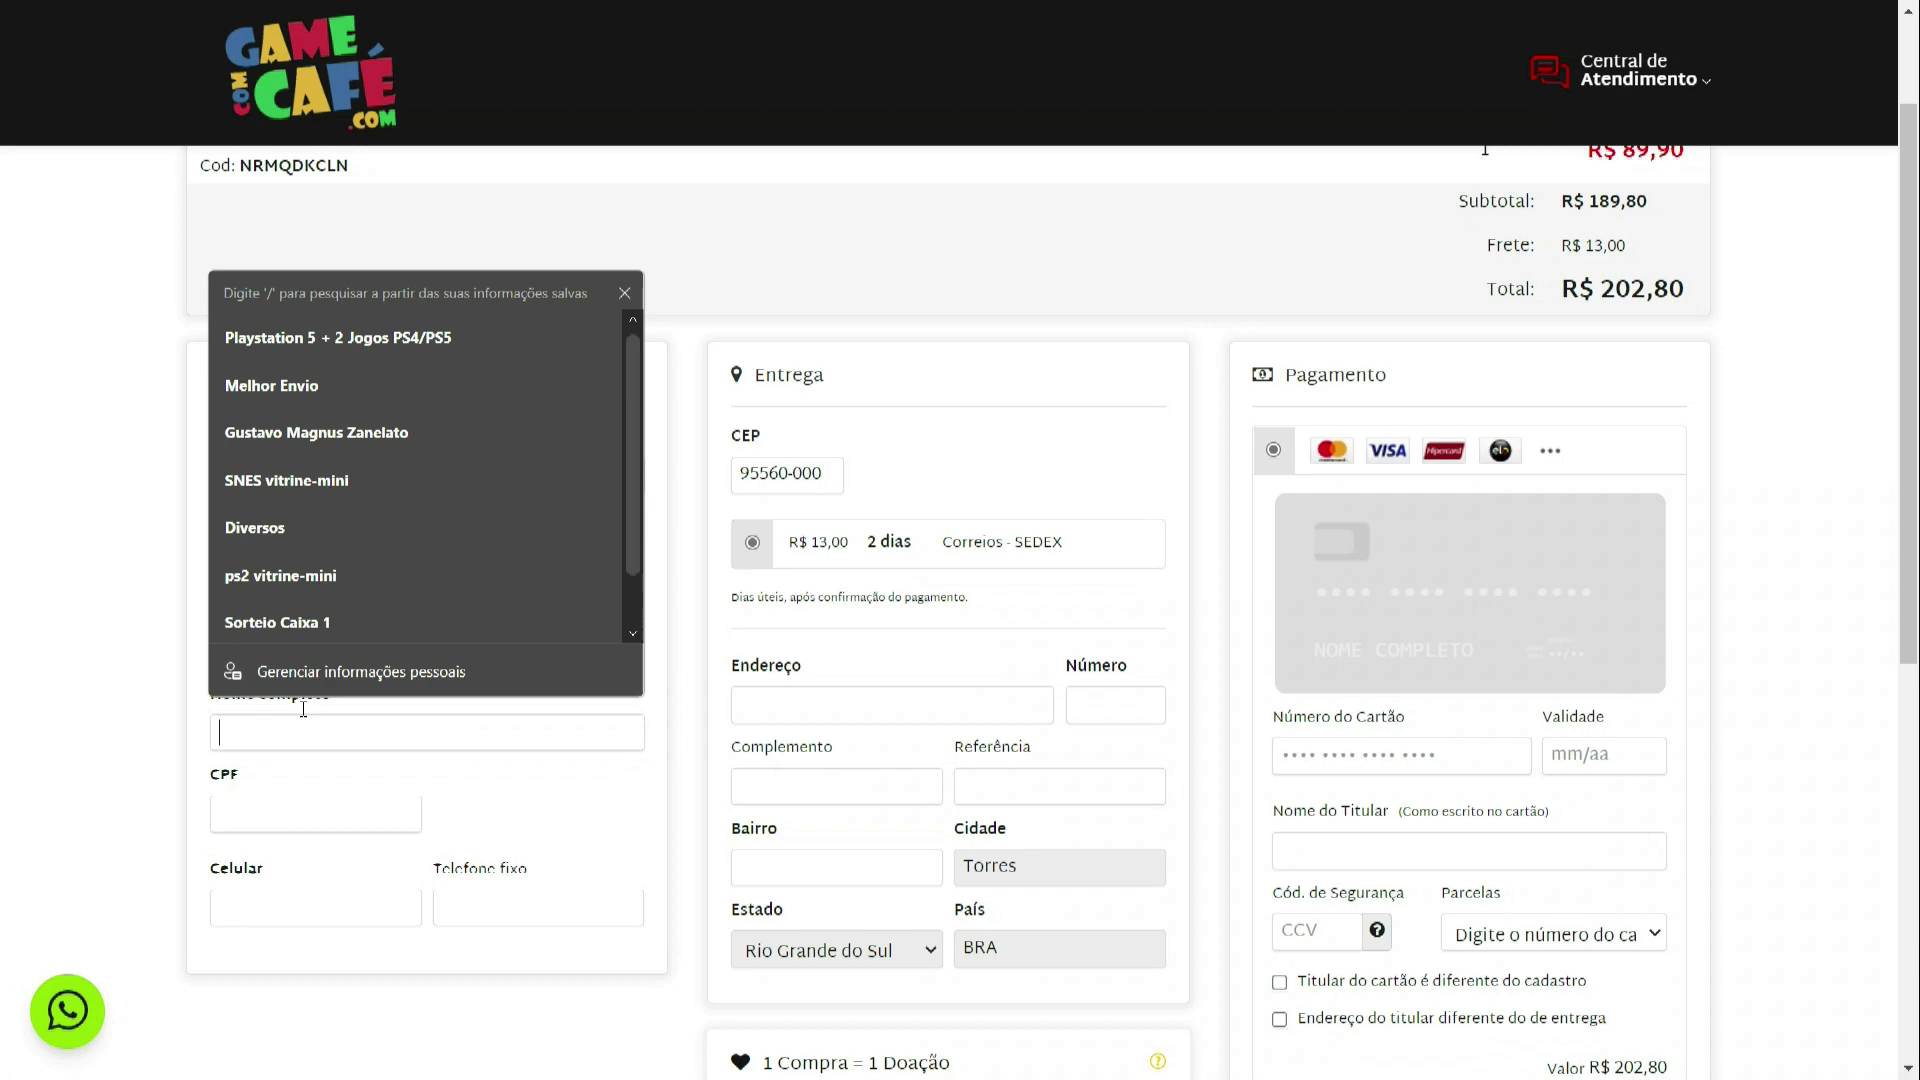 GAME
COM
CAFÉ
.COM
Central de
Atendimento
Cod: NRMQDKCLN
1
R$ 89,90
Subtotal: R$ 189,80
Frete: R$ 13,00
Total: R$ 202,80
Digite '/' para pesquisar a partir das suas informações salvas
Playstation 5 + 2 Jogos PS4/PS5
Melhor Envio
Gustavo Magnus Zanelato
SNES vitrine-mini
Diversos
ps2 vitrine-mini
Sorteio Caixa 1
Gerenciar informações pessoais
Nome completo
CPF
Celular
Telefone fixo
Entrega
CEP
95560-000
R$ 13,00 2 dias Correios - SEDEX
Dias úteis, após confirmação do pagamento.
Endereço
Número
Complemento
Referência
Bairro
Cidade
Torres
Estado
País
Rio Grande do Sul
BRA
1 Compra = 1 Doação
Pagamento
mastercard
VISA
Hipercard
elo
NOME COMPLETO
••/••
Número do Cartão
Validade
•••• •••• •••• ••••
mm/aa
Nome do Titular (Como escrito no cartão)
Cód. de Segurança
Parcelas
CCV
Digite o número do ca
Titular do cartão é diferente do cadastro
Endereço do titular diferente do de entrega
Valor R$ 202,80